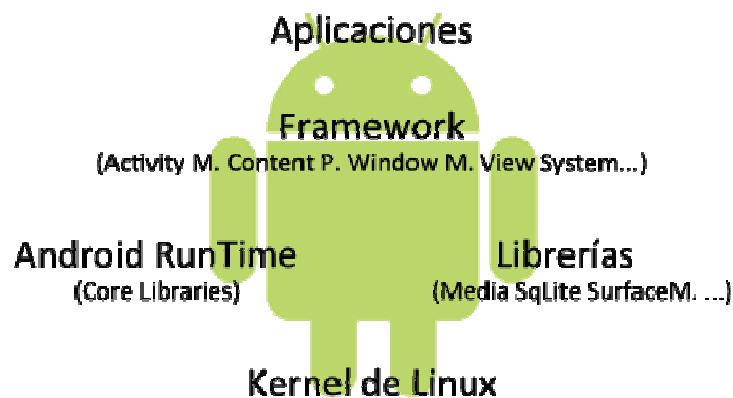 Aplicaciones
Framework
(Activity M. Content P. Window M. View System...)
Android RunTime
Librerías
(Core Libraries)
(Media SqLite SurfaceM. ...)
Kernel de Linux